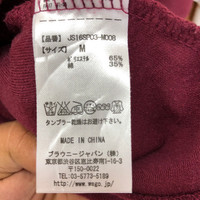 【品番】 JS16SP03-M008
【サイズ】 M
ﾎﾟﾘｴｽﾃﾙ 65%
綿 35%
タンブラー乾燥はお避け下さい
MADE IN CHINA
ブラウニージャパン(株)
東京都渋谷区恵比寿南1-16-3
〒150-0022
TEL 03-5773-5189
http://www.wego.jp